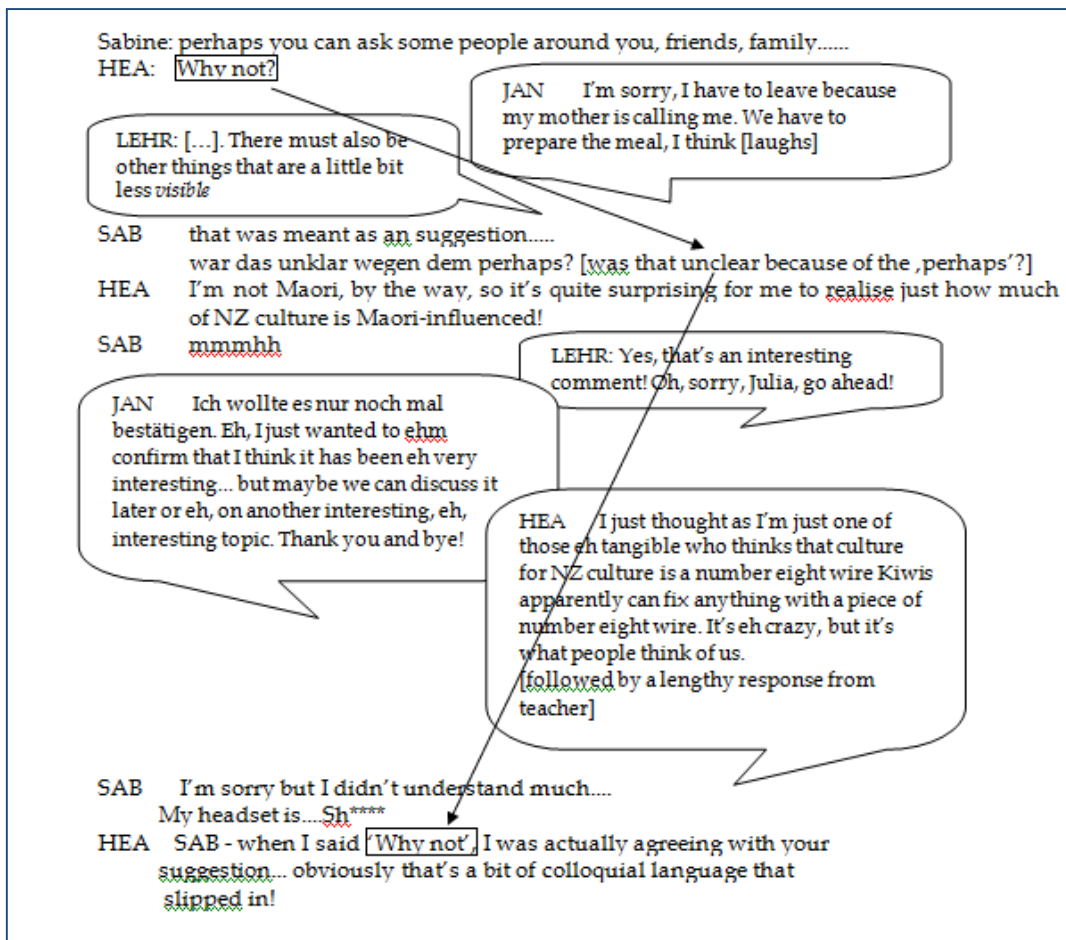 Sabine: perhaps you can ask some people around you, friends, family......
HEA: Why not?
JAN I'm sorry, I have to leave because
my mother is calling me. We have to
prepare the meal, I think [laughs]
LEHR: [...]. There must also be
other things that are a little bit
less visible
SAB that was meant as an suggestion.....
war das unklar wegen dem perhaps? [was that unclear because of the ‚perhaps'?]
HEA I'm not Maori, by the way, so it's quite surprising for me to realise just how much
of NZ culture is Maori-influenced!
SAB mmmhh
LEHR: Yes, that's an interesting
comment! Oh, sorry, Julia, go ahead!
JAN Ich wollte es nur noch mal
bestätigen. Eh, I just wanted to ehm
confirm that I think it has been eh very
interesting... but maybe we can discuss it
later or eh, on another interesting, eh,
interesting topic. Thank you and bye!
HEA I just thought as I'm just one of
those eh tangible who thinks that culture
for NZ culture is a number eight wire Kiwis
apparently can fix anything with a piece of
number eight wire. It's eh crazy, but it's
what people think of us.
[followed by a lengthy response from
teacher]
SAB I'm sorry but I didn't understand much....
My headset is....Sh****
HEA SAB - when I said 'Why not', I was actually agreeing with your
suggestion... obviously that's a bit of colloquial language that
slipped in!